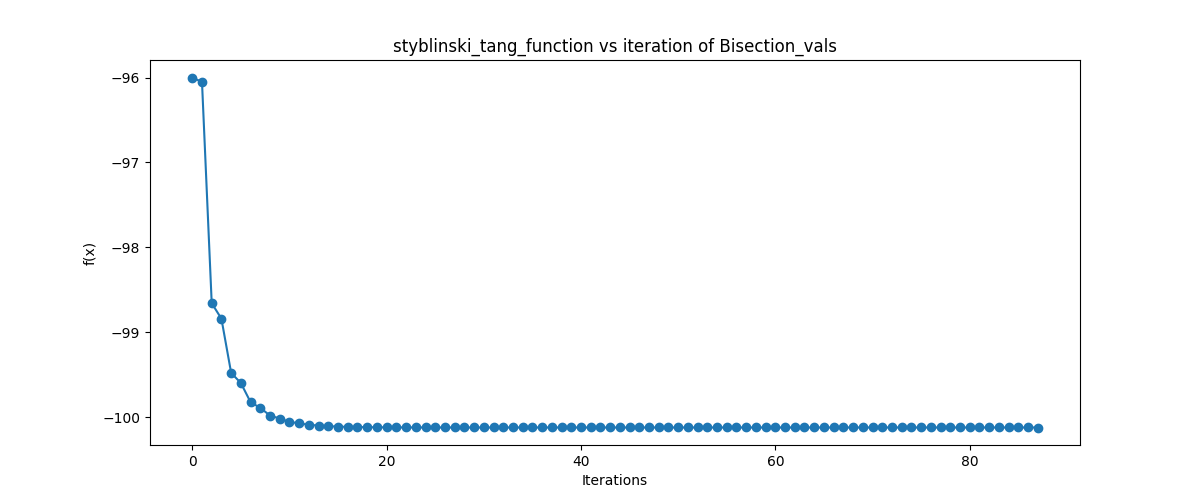 styblinski_tang_function vs iteration of Bisection_vals
−96
−97
−98
−99
−100
f(x)
0 20 40 60 80
Iterations